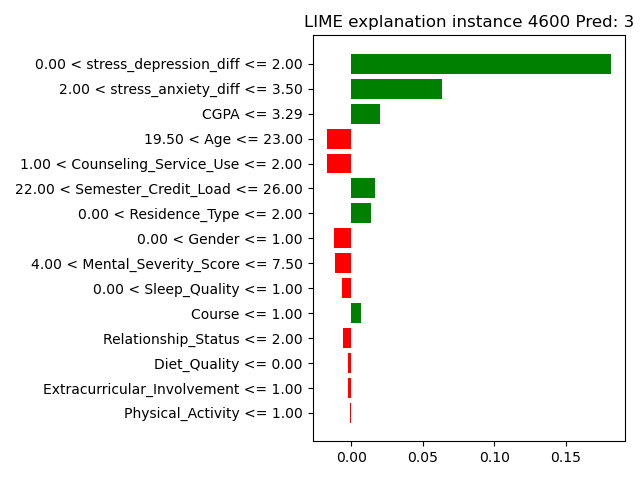 LIME explanation instance 4600 Pred: 3
0.00 < stress_depression_diff <= 2.00
2.00 < stress_anxiety_diff <= 3.50
CGPA <= 3.29
19.50 < Age <= 23.00
1.00 < Counseling_Service_Use <= 2.00
22.00 < Semester_Credit_Load <= 26.00
0.00 < Residence_Type <= 2.00
0.00 < Gender <= 1.00
4.00 < Mental_Severity_Score <= 7.50
0.00 < Sleep_Quality <= 1.00
Course <= 1.00
Relationship_Status <= 2.00
Diet_Quality <= 0.00
Extracurricular_Involvement <= 1.00
Physical_Activity <= 1.00
0.00 0.05 0.10 0.15